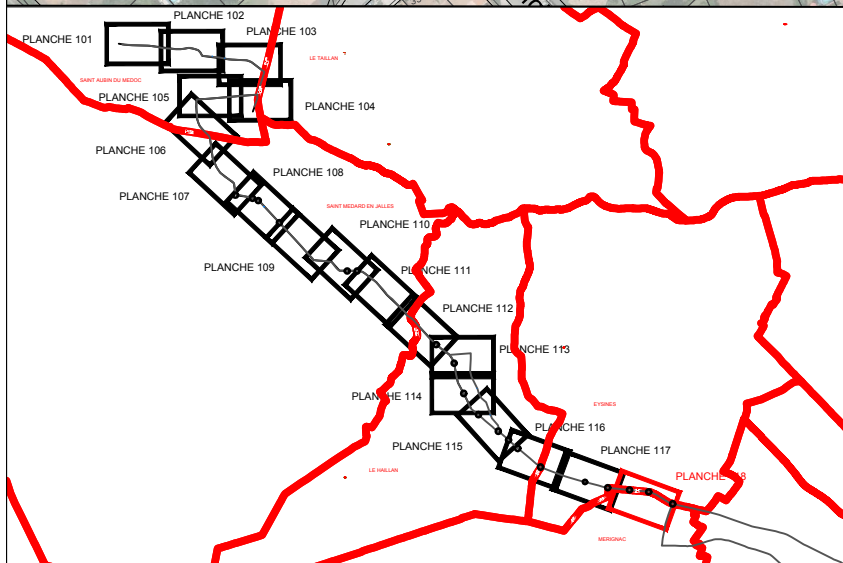 PLANCHE 102
PLANCHE 103
PLANCHE 101
LE TAILLAN
SAINT AUBIN DU MEDOC
PLANCHE 105
PLANCHE 104
PLANCHE 106
PLANCHE 108
PLANCHE 107
SAINT MEDARD EN JALLES
PLANCHE 110
PLANCHE 109
PLANCHE 111
PLANCHE 112
PLANCHE 113
PLANCHE 114
EYSINES
PLANCHE 116
PLANCHE 115
PLANCHE 117
LE HAILLAN
PLANCHE 118
MERIGNAC